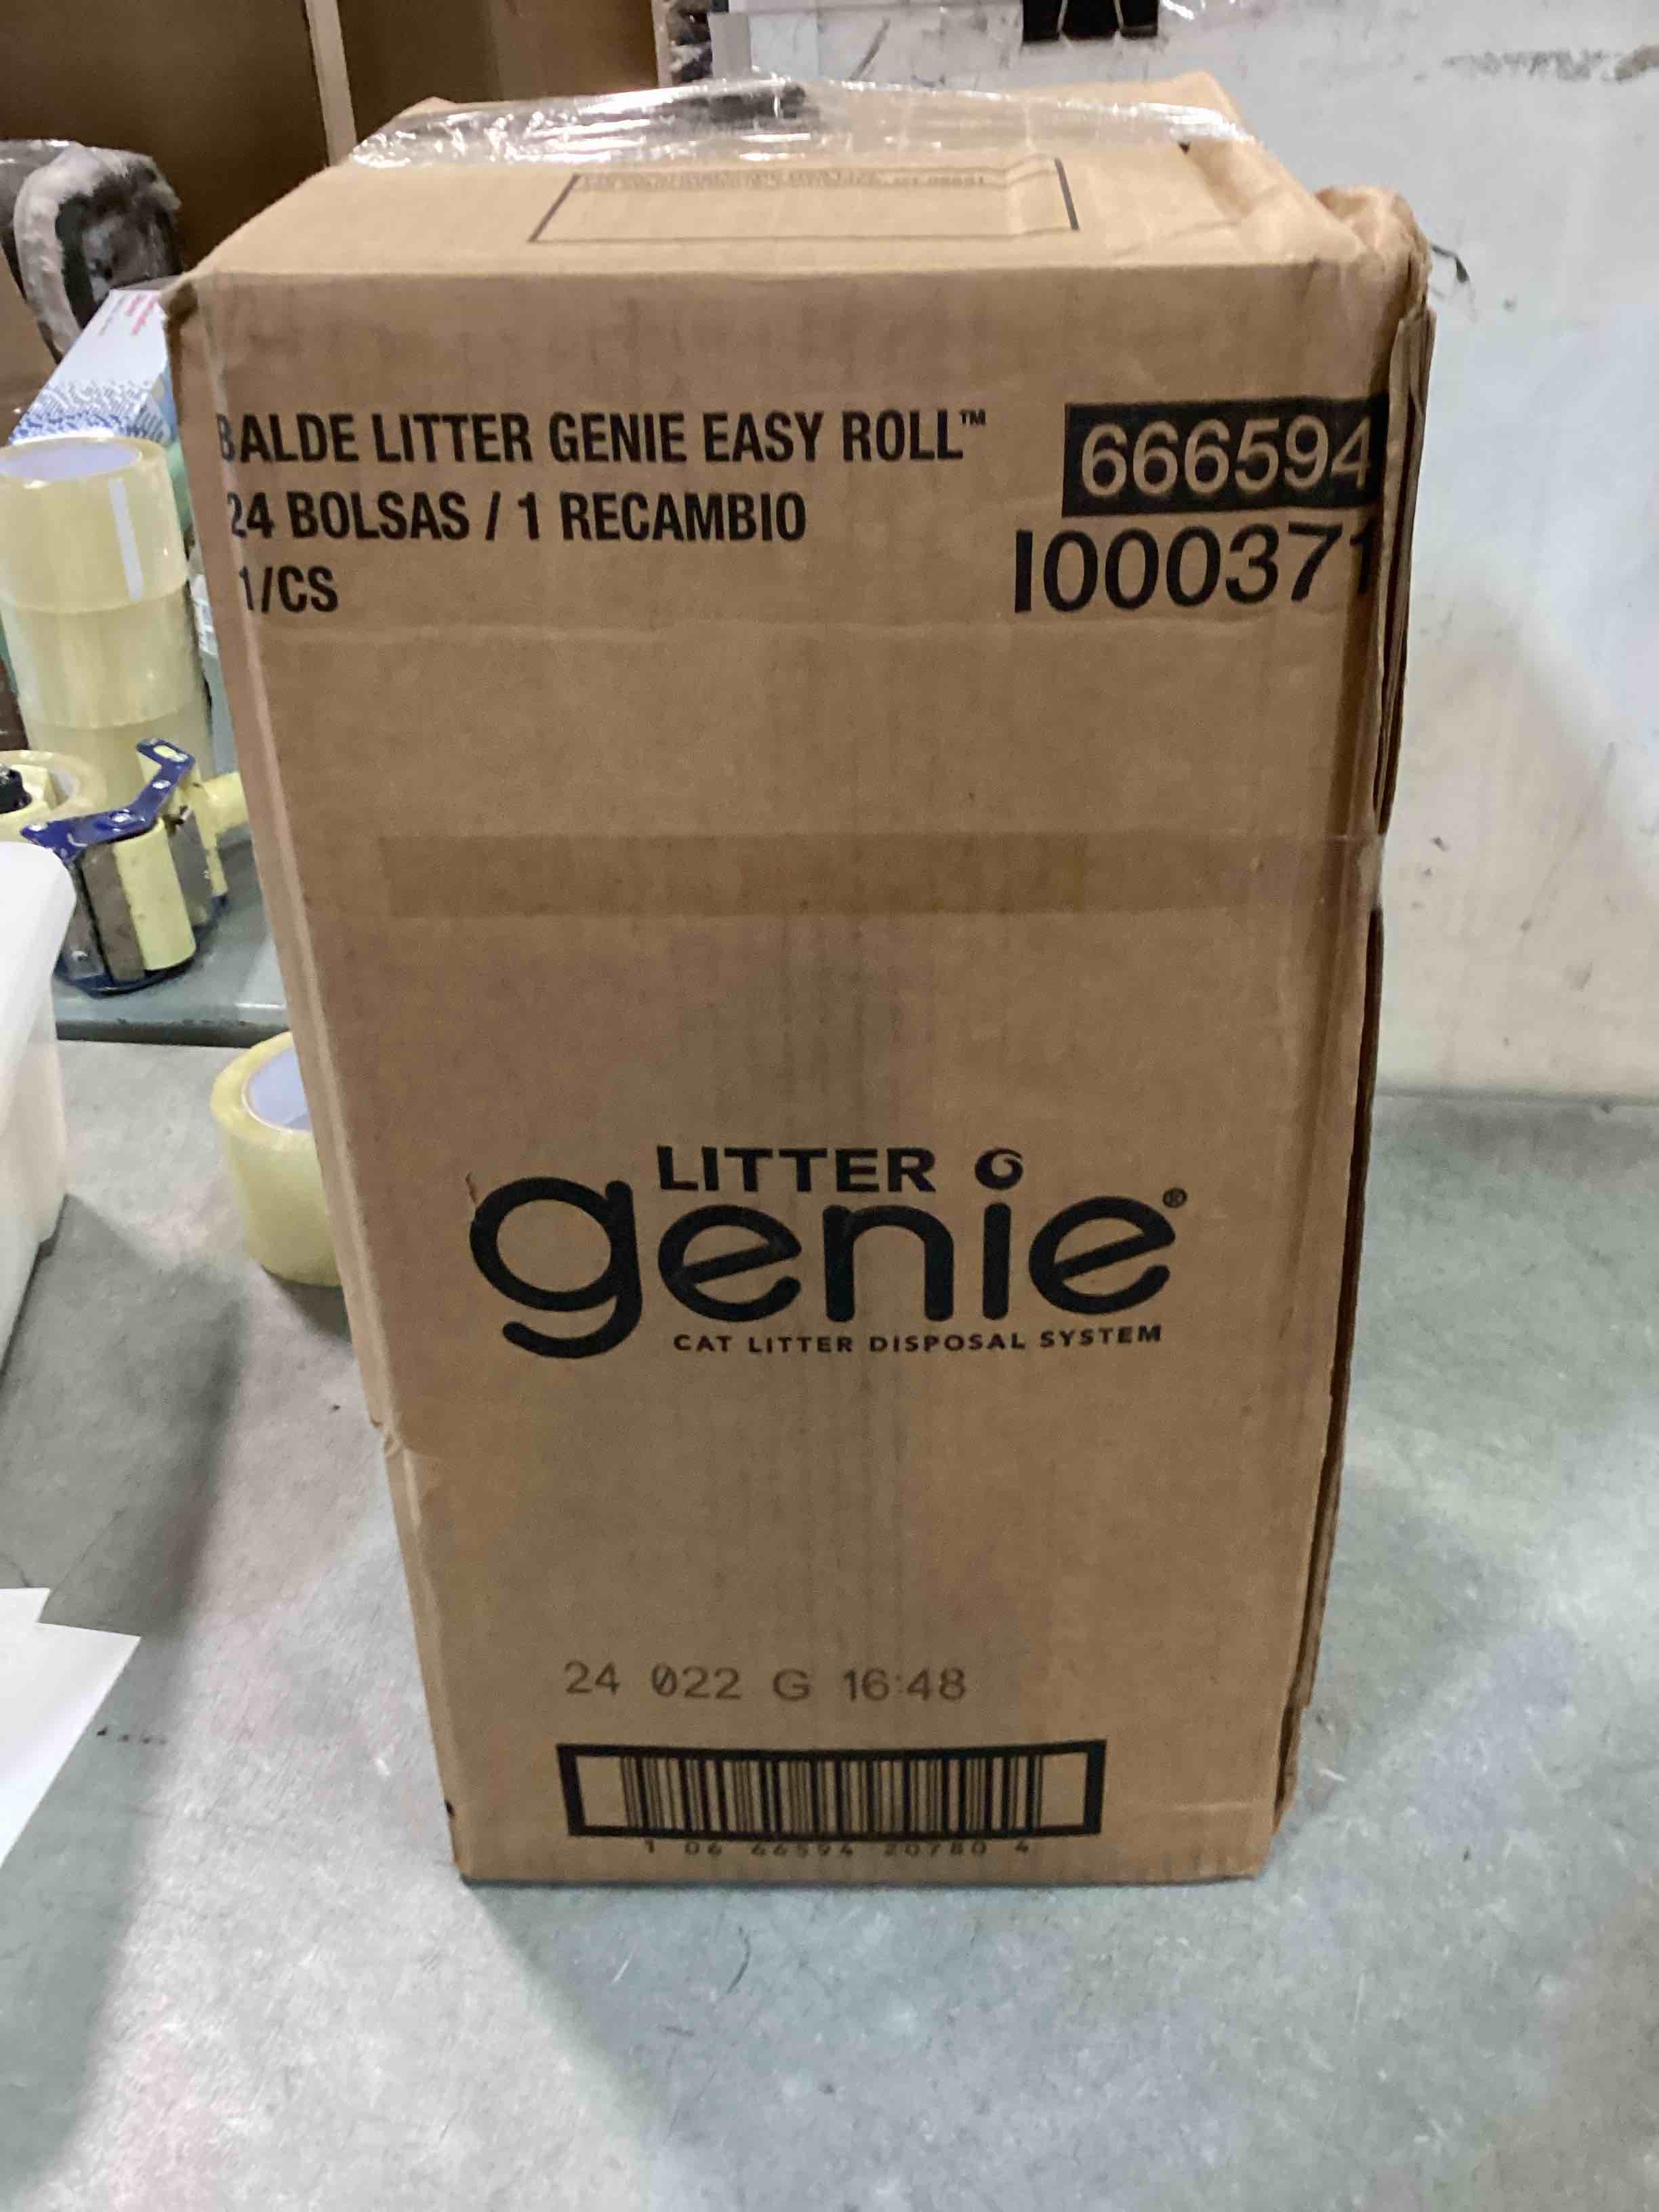 BALDE LITTER GENIE EASY ROLL™
666594
24 BOLSAS / 1 RECAMBIO
I000371
1/CS
LITTER
genie®
CAT LITTER DISPOSAL SYSTEM
24 022 G 16:48
1 06 66594 20780 4